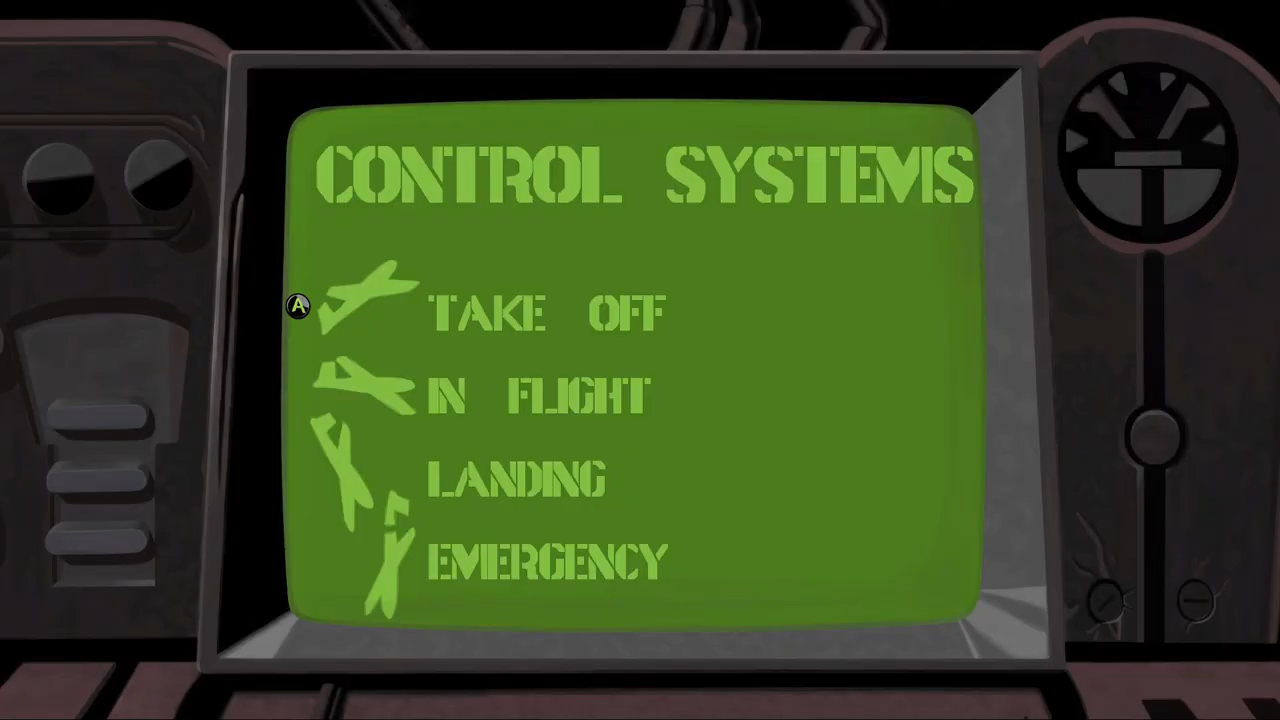 CONTROL SYSTEMS
A
TAKE OFF
IN FLIGHT
LANDING
EMERGENCY